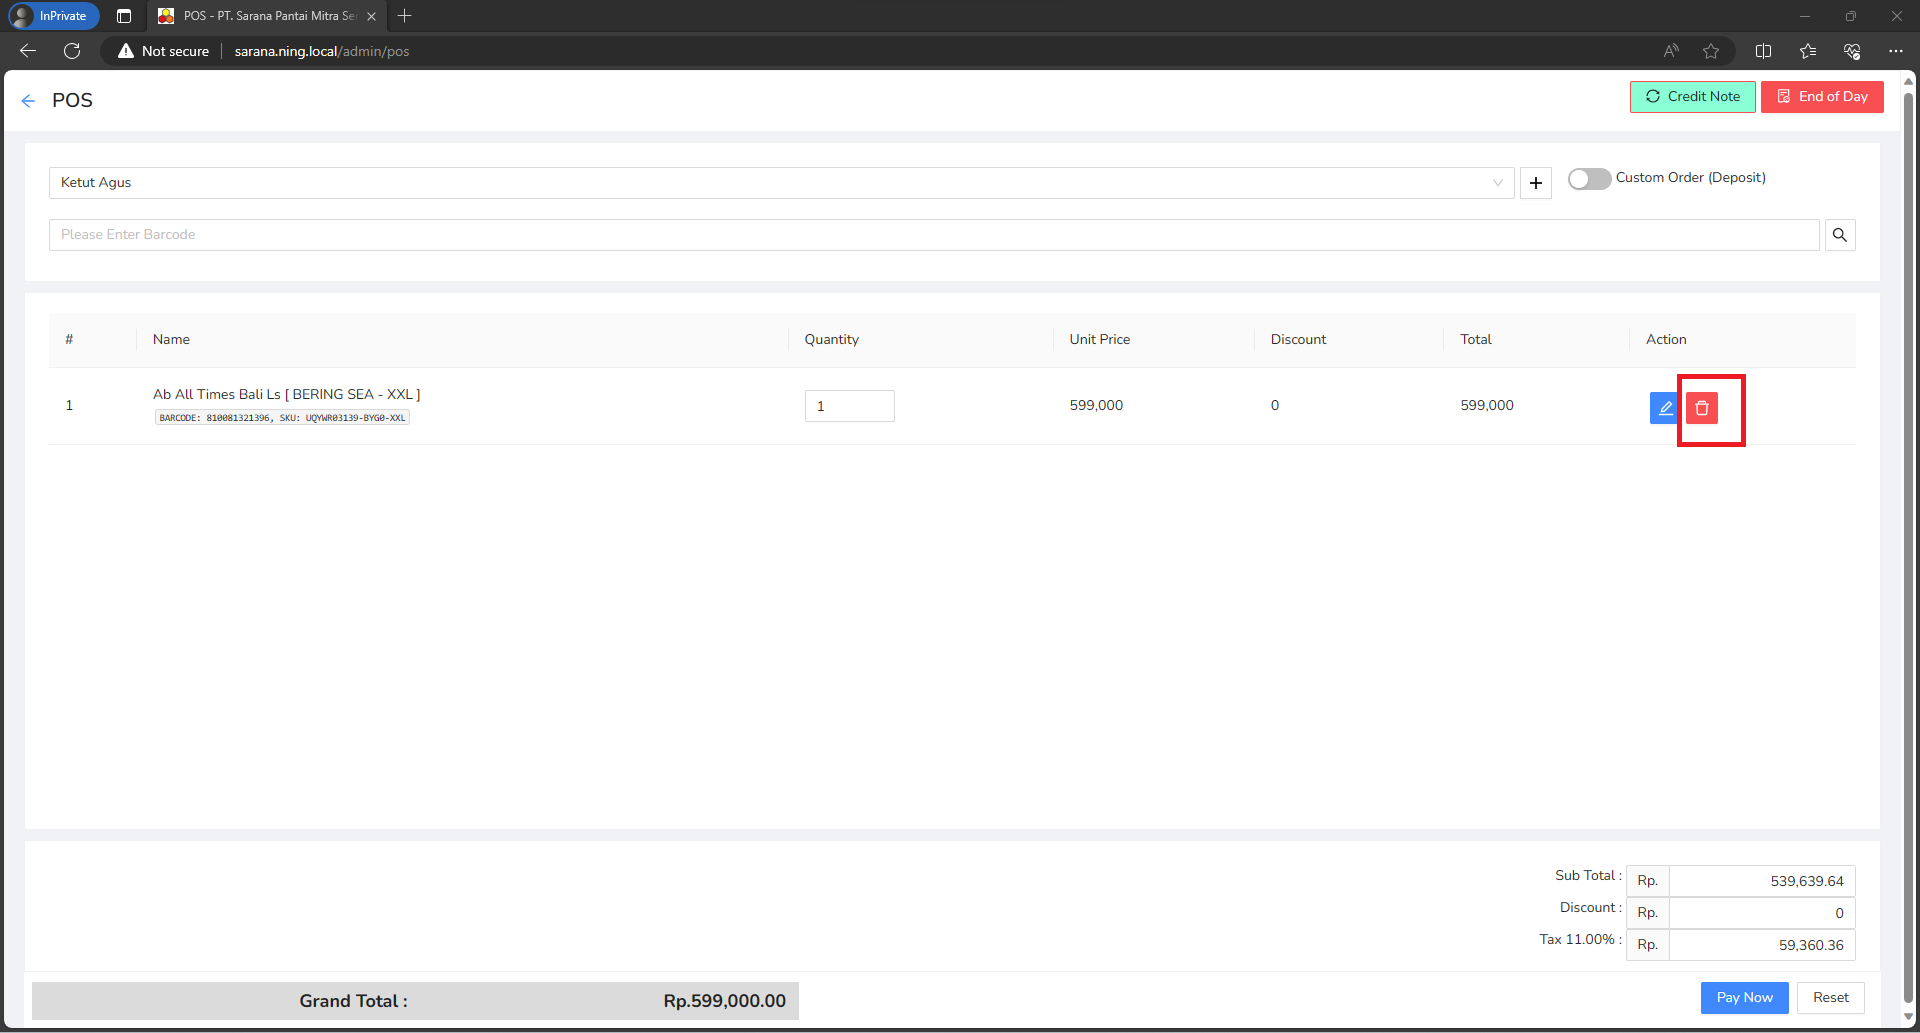 InPrivate
POS - PT. Sarana Pantai Mitra Se
Not secure
sarana.ning.local/admin/pos
POS
Credit Note
End of Day
Ketut Agus
Custom Order (Deposit)
Please Enter Barcode
# Name Quantity Unit Price Discount Total Action
1 Ab All Times Bali Ls [ BERING SEA - XXL ] 1 599,000 0 599,000
BARCODE: 810081321396, SKU: UQYWR03139-BYG0-XXL
Sub Total : Rp. 539,639.64
Discount : Rp. 0
Tax 11.00% : Rp. 59,360.36
Grand Total : Rp.599,000.00
Pay Now
Reset